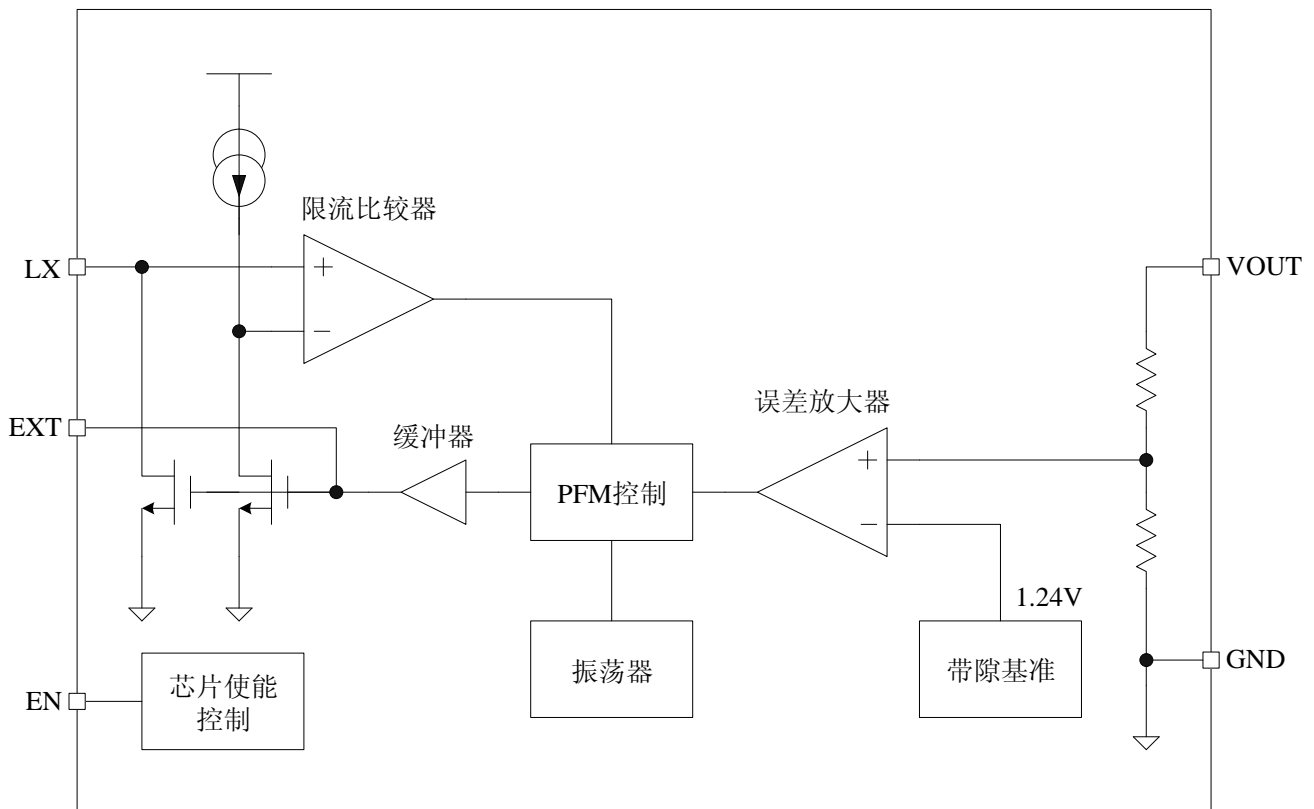 限流比较器
LX
+
−
VOUT
EXT
缓冲器
误差放大器
+
−
PFM控制
1.24V
振荡器
带隙基准
GND
EN
芯片使能
控制